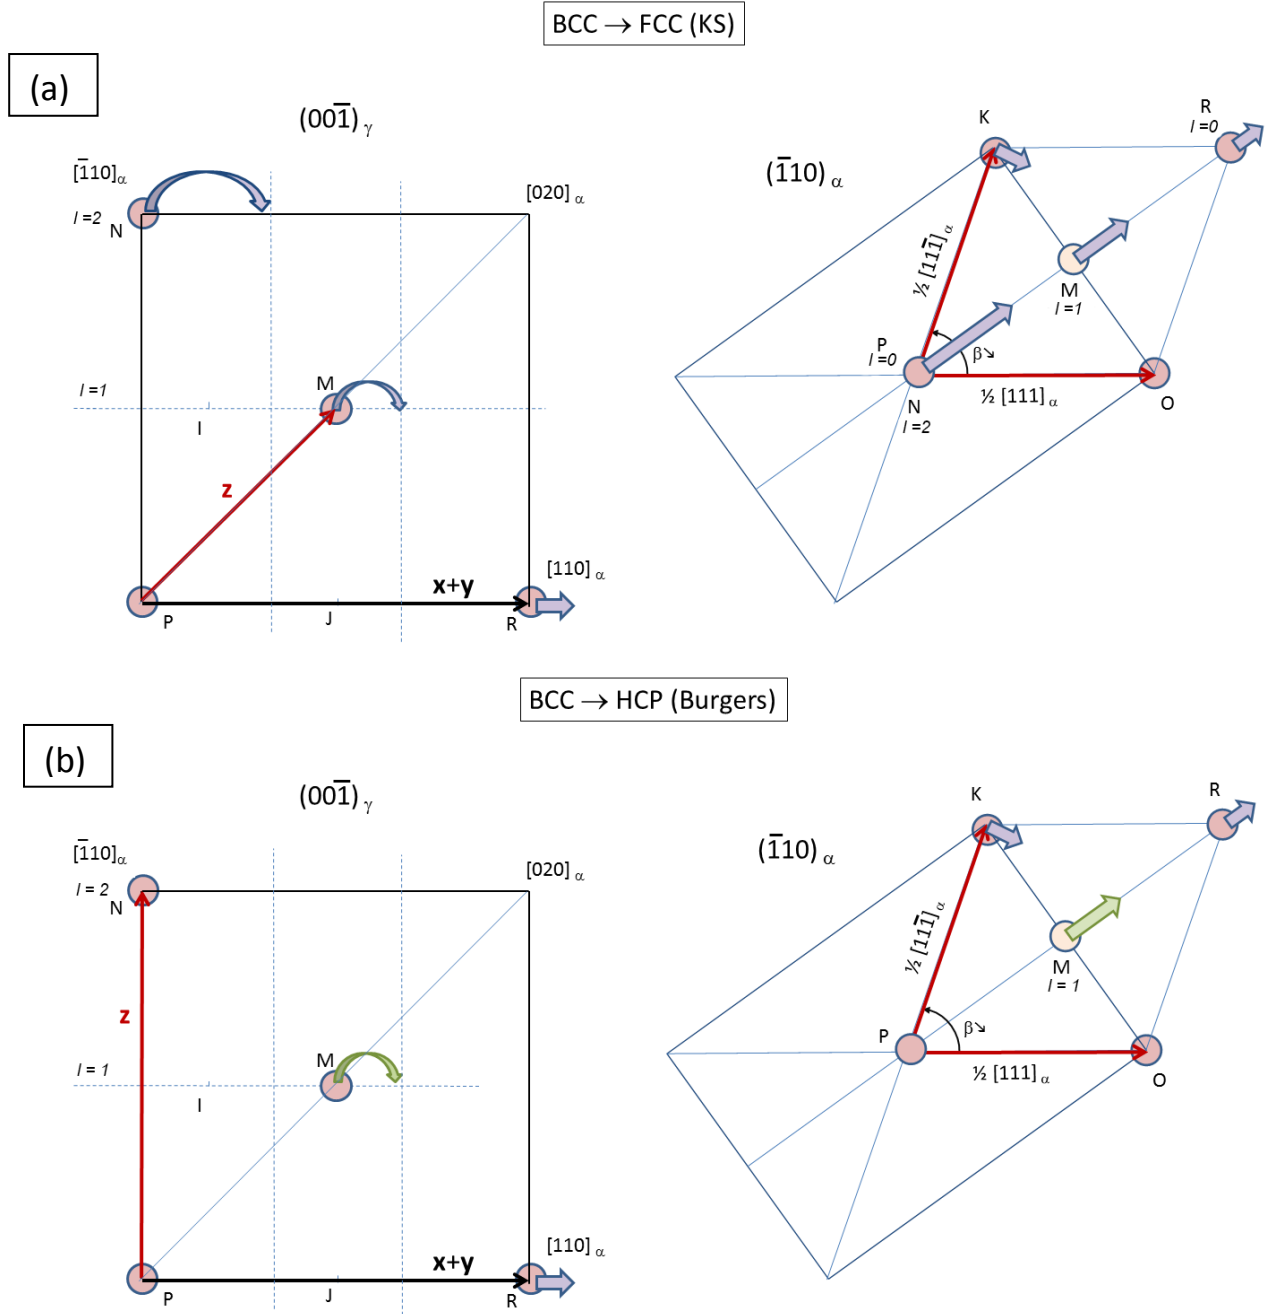 BCC → FCC (KS)
(a)
(001̅) γ
[1̅10]α
l =2
N
[020] α
l =1
M
I
z
x+y
[110] α
P
J
R
(1̅10) α
K
R
l =0
½ [111̅] α
M
l =1
P
l =0
β↘
N
l =2
½ [111] α
O
BCC → HCP (Burgers)
(b)
(001̅) γ
[1̅10]α
l = 2
N
[020] α
l = 1
M
I
z
x+y
[110] α
P
J
R
(1̅10) α
K
R
½ [111̅] α
M
l = 1
P
β↘
½ [111] α
O